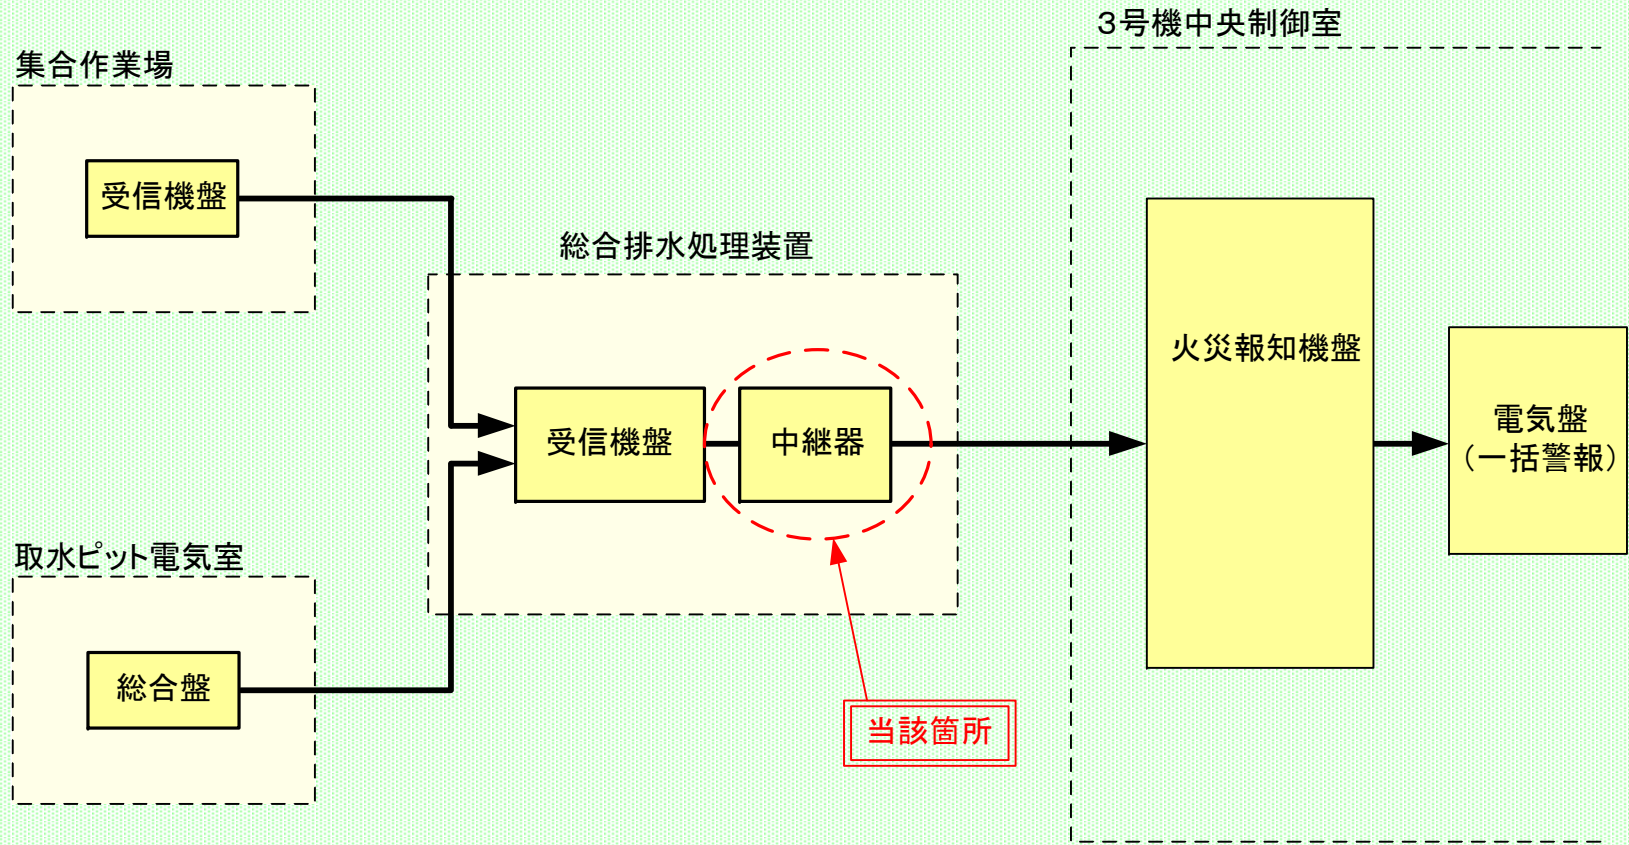 3号機中央制御室
集合作業場
受信機盤
総合排水処理装置
受信機盤
中継器
火災報知機盤
電気盤
（一括警報）
取水ピット電気室
総合盤
当該箇所